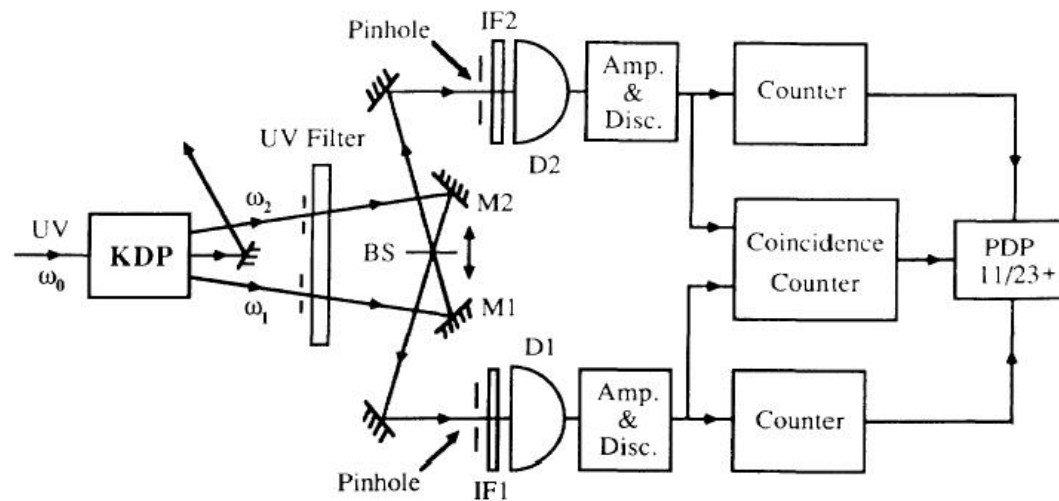 IF2
Pinhole
Amp.
&
Disc.
Counter
UV Filter
D2
ω₂
M2
UV
KDP
BS
Coincidence
Counter
PDP
11/23+
ω₀
ω₁
M1
D1
Amp.
&
Disc.
Counter
Pinhole
IF1